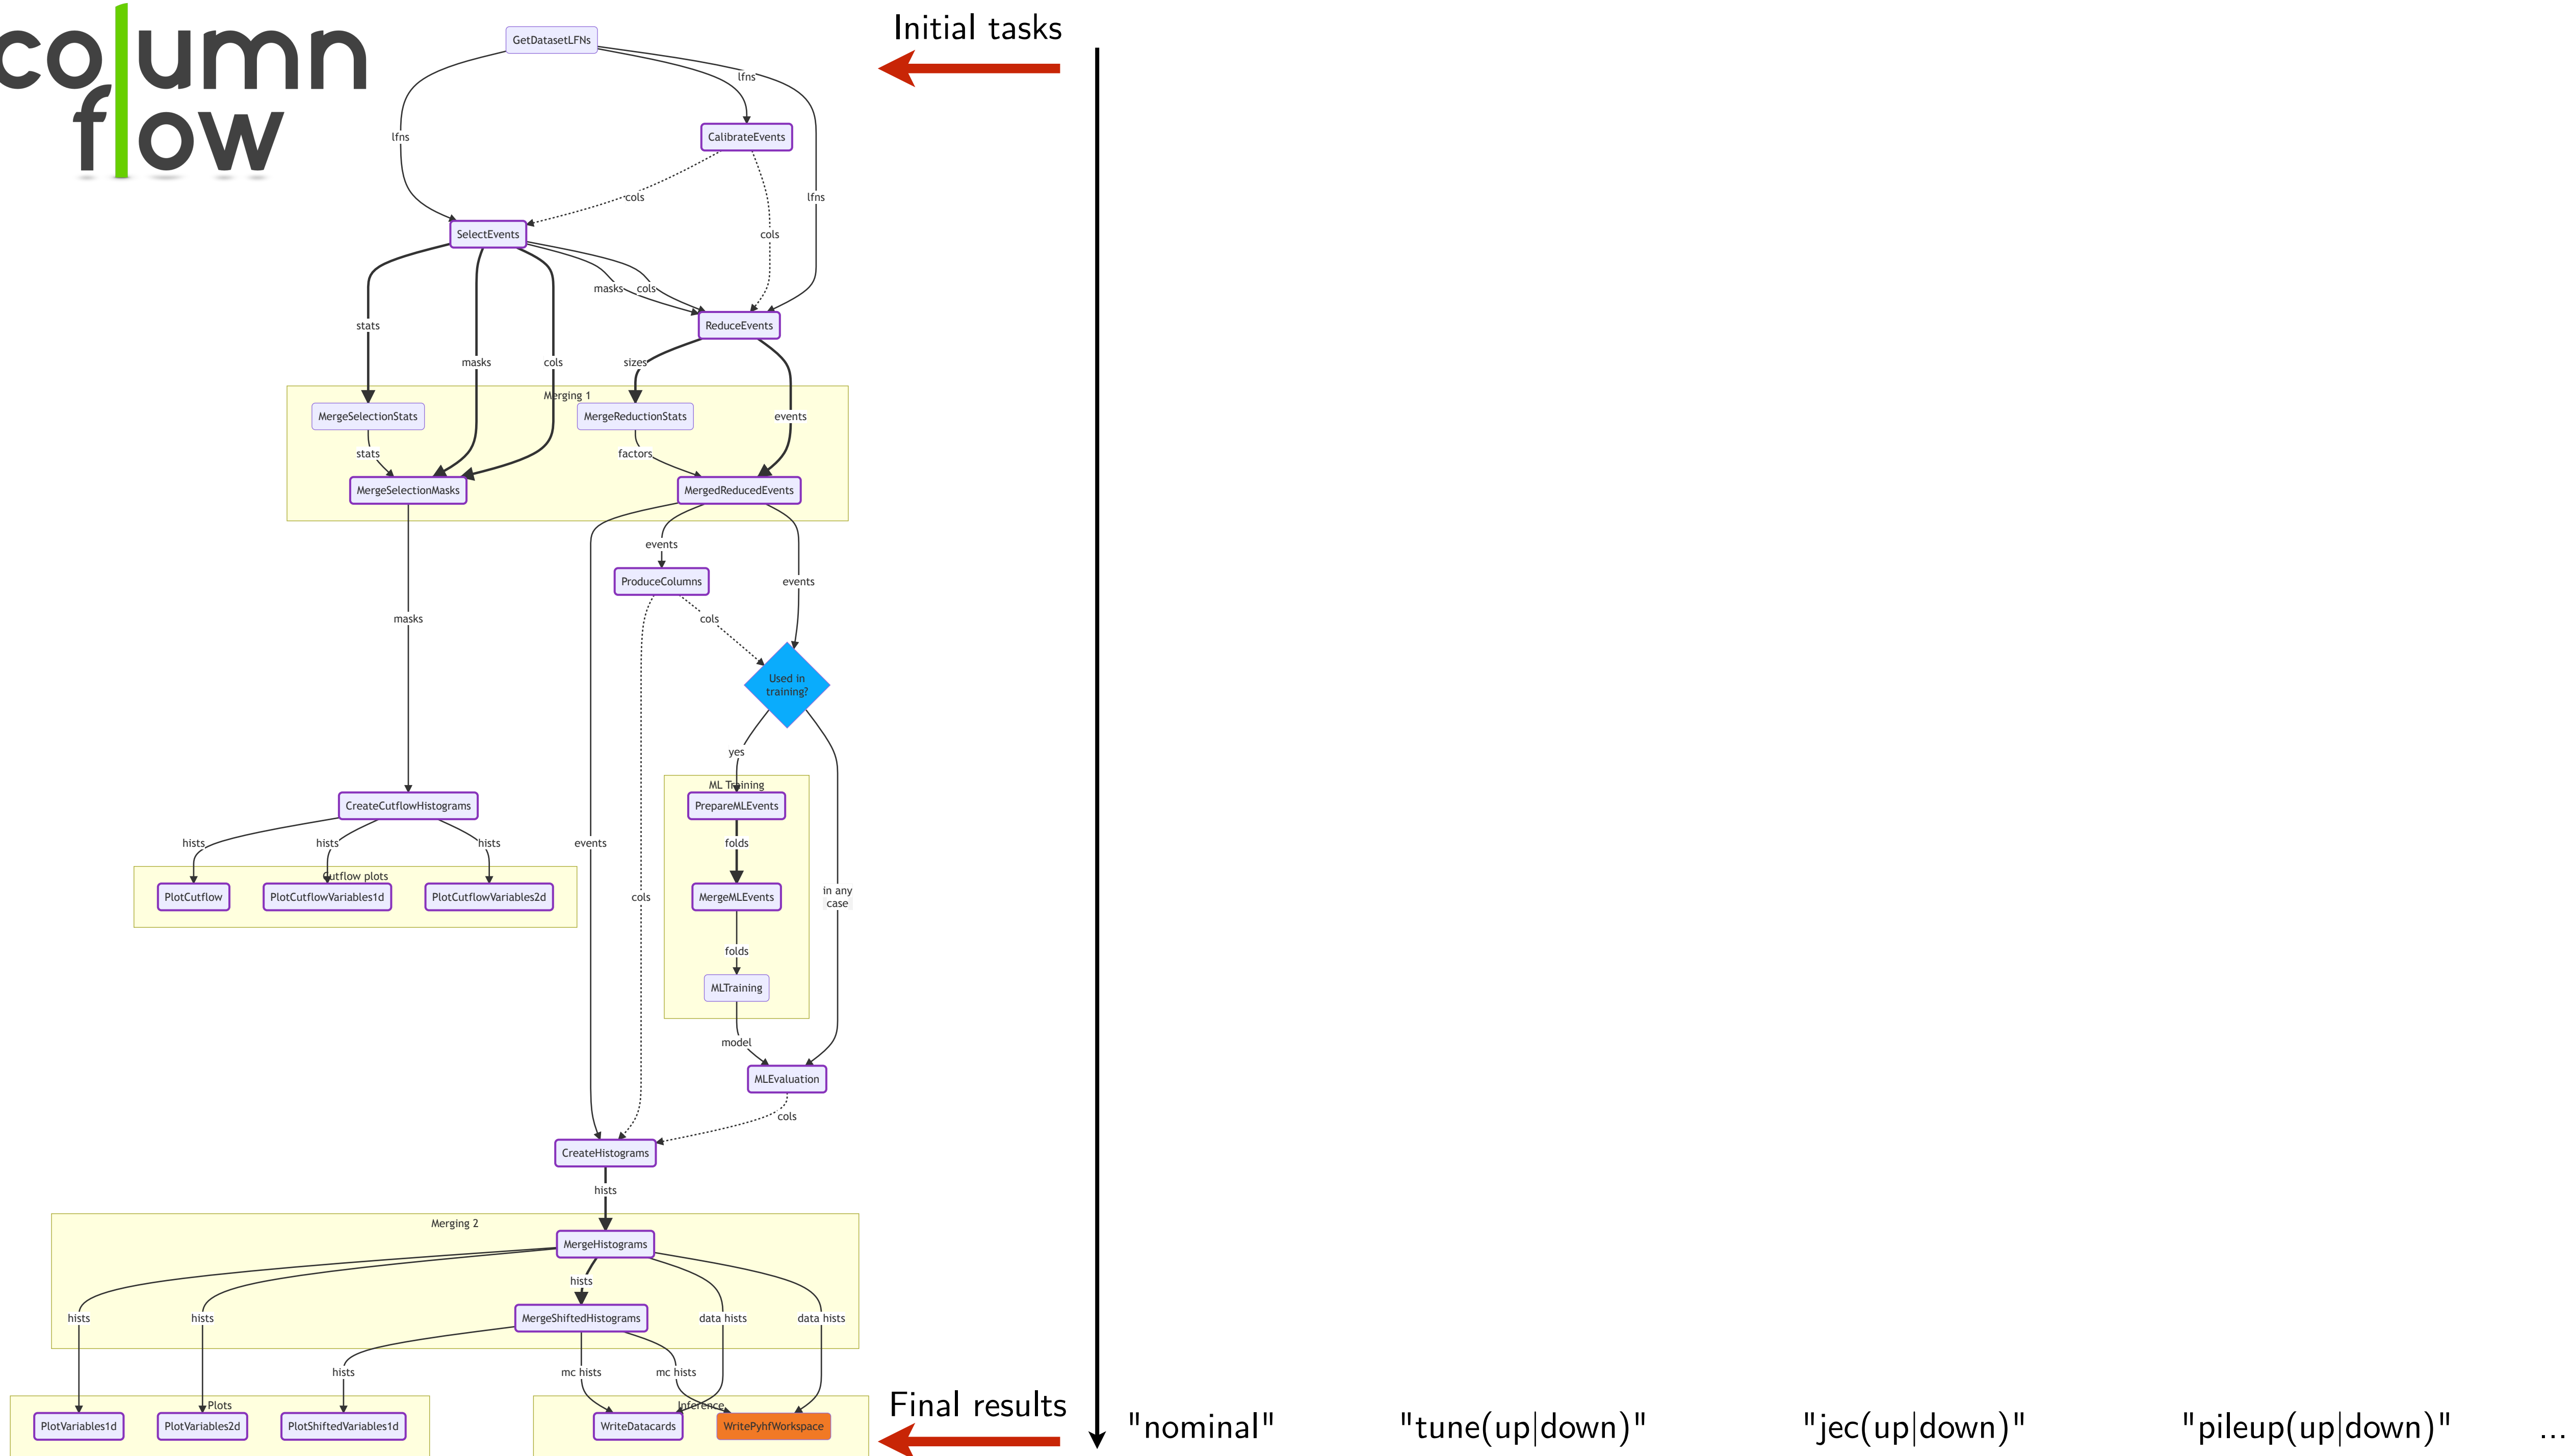 column
flow
Initial tasks
GetDatasetLFNs
lfns
lfns
CalibrateEvents
lfns
cols
lfns
SelectEvents
cols
masks
cols
stats
ReduceEvents
masks
cols
sizes
Merging 1
MergeSelectionStats
MergeReductionStats
events
stats
factors
MergeSelectionMasks
MergedReducedEvents
events
ProduceColumns
events
masks
cols
Used in
training?
yes
ML Training
CreateCutflowHistograms
PrepareMLEvents
hists
hists
hists
events
folds
Cutflow plots
PlotCutflow
PlotCutflowVariables1d
PlotCutflowVariables2d
cols
MergeMLEvents
in any
case
folds
MLTraining
model
MLEvaluation
cols
CreateHistograms
hists
Merging 2
MergeHistograms
hists
hists
hists
MergeShiftedHistograms
data hists
data hists
hists
mc hists
mc hists
Plots
Inference
Final results
PlotVariables1d
PlotVariables2d
PlotShiftedVariables1d
WriteDatacards
WritePyhfWorkspace
"nominal"
"tune(up|down)"
"jec(up|down)"
"pileup(up|down)"
...